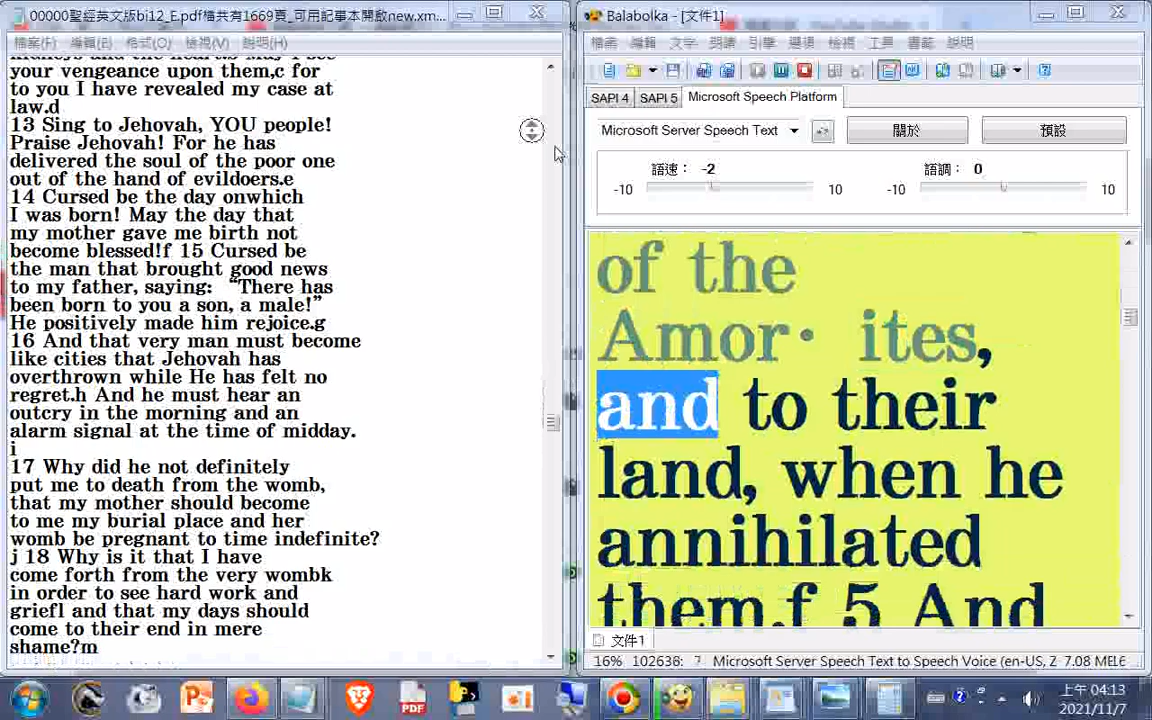 00000聖經英文版bi12_E.pdf檔共有1669頁_可用記事本開啟new.xm...
檔案(F) 編輯(E) 格式(O) 檢視(V) 說明(H)
your vengeance upon them,c for
to you I have revealed my case at
law.d
13 Sing to Jehovah, YOU people!
Praise Jehovah! For he has
delivered the soul of the poor one
out of the hand of evildoers.e
14 Cursed be the day onwhich
I was born! May the day that
my mother gave me birth not
become blessed!f 15 Cursed be
the man that brought good news
to my father, saying: “There has
been born to you a son, a male!”
He positively made him rejoice.g
16 And that very man must become
like cities that Jehovah has
overthrown while He has felt no
regret.h And he must hear an
outcry in the morning and an
alarm signal at the time of midday.
i
17 Why did he not definitely
put me to death from the womb,
that my mother should become
to me my burial place and her
womb be pregnant to time indefinite?
j 18 Why is it that I have
come forth from the very wombk
in order to see hard work and
griefl and that my days should
come to their end in mere
shame?m
Balabolka - [文件1]
檔案 編輯 文字 朗讀 引擎 選項 檢視 工具 書籤 說明
SAPI 4 SAPI 5 Microsoft Speech Platform
Microsoft Server Speech Text 關於 預設
語速： -2 語調： 0
-10 10 -10 10
of the
Amor· ites,
and to their
land, when he
annihilated
them.f 5 And
文件1
16% 102638: 7 Microsoft Server Speech Text to Speech Voice (en-US, Z 7.08 МБ
PDF
上午 04:13
2021/11/7